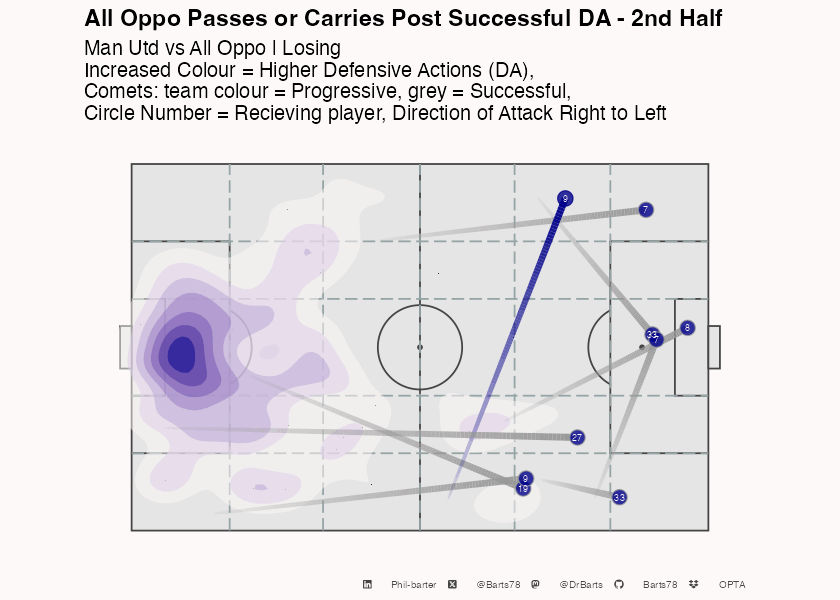 All Oppo Passes or Carries Post Successful DA - 2nd Half
Man Utd vs All Oppo | Losing
Increased Colour = Higher Defensive Actions (DA),
Comets: team colour = Progressive, grey = Successful,
Circle Number = Recieving player, Direction of Attack Right to Left
9
7
8
33
7
27
9
19
33
Phil-barter @Barts78 @DrBarts Barts78 OPTA